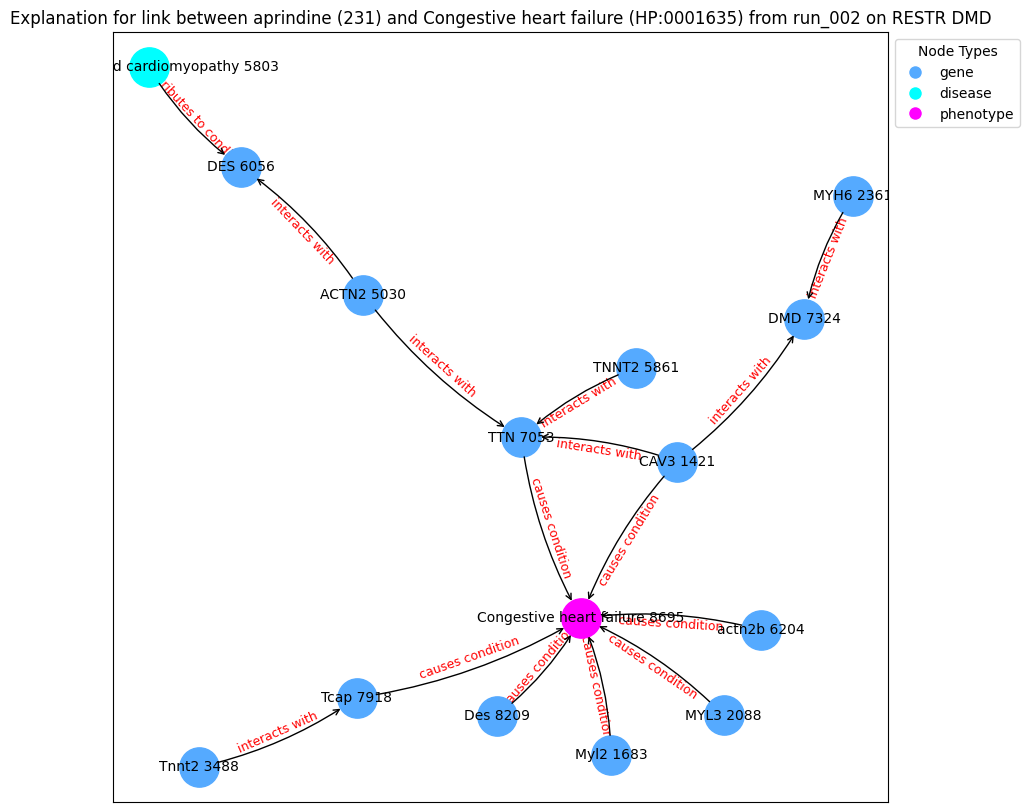 Explanation for link between aprindine (231) and Congestive heart failure (HP:0001635) from run_002 on RESTR DMD
Node Types
gene
disease
phenotype
d cardiomyopathy 5803
ributes to cond
DES 6056
MYH6 2361
interacts with
interacts with
ACTN2 5030
DMD 7324
interacts with
TNNT2 5861
interacts with
interacts with
TTN 7053
interacts with
CAV3 1421
causes condition
causes condition
Congestive heart failure 8695
causes condition
actn2b 6204
causes condition
causes condition
causes condition
causes condition
Tcap 7918
Des 8209
MYL3 2088
interacts with
Myl2 1683
Tnnt2 3488